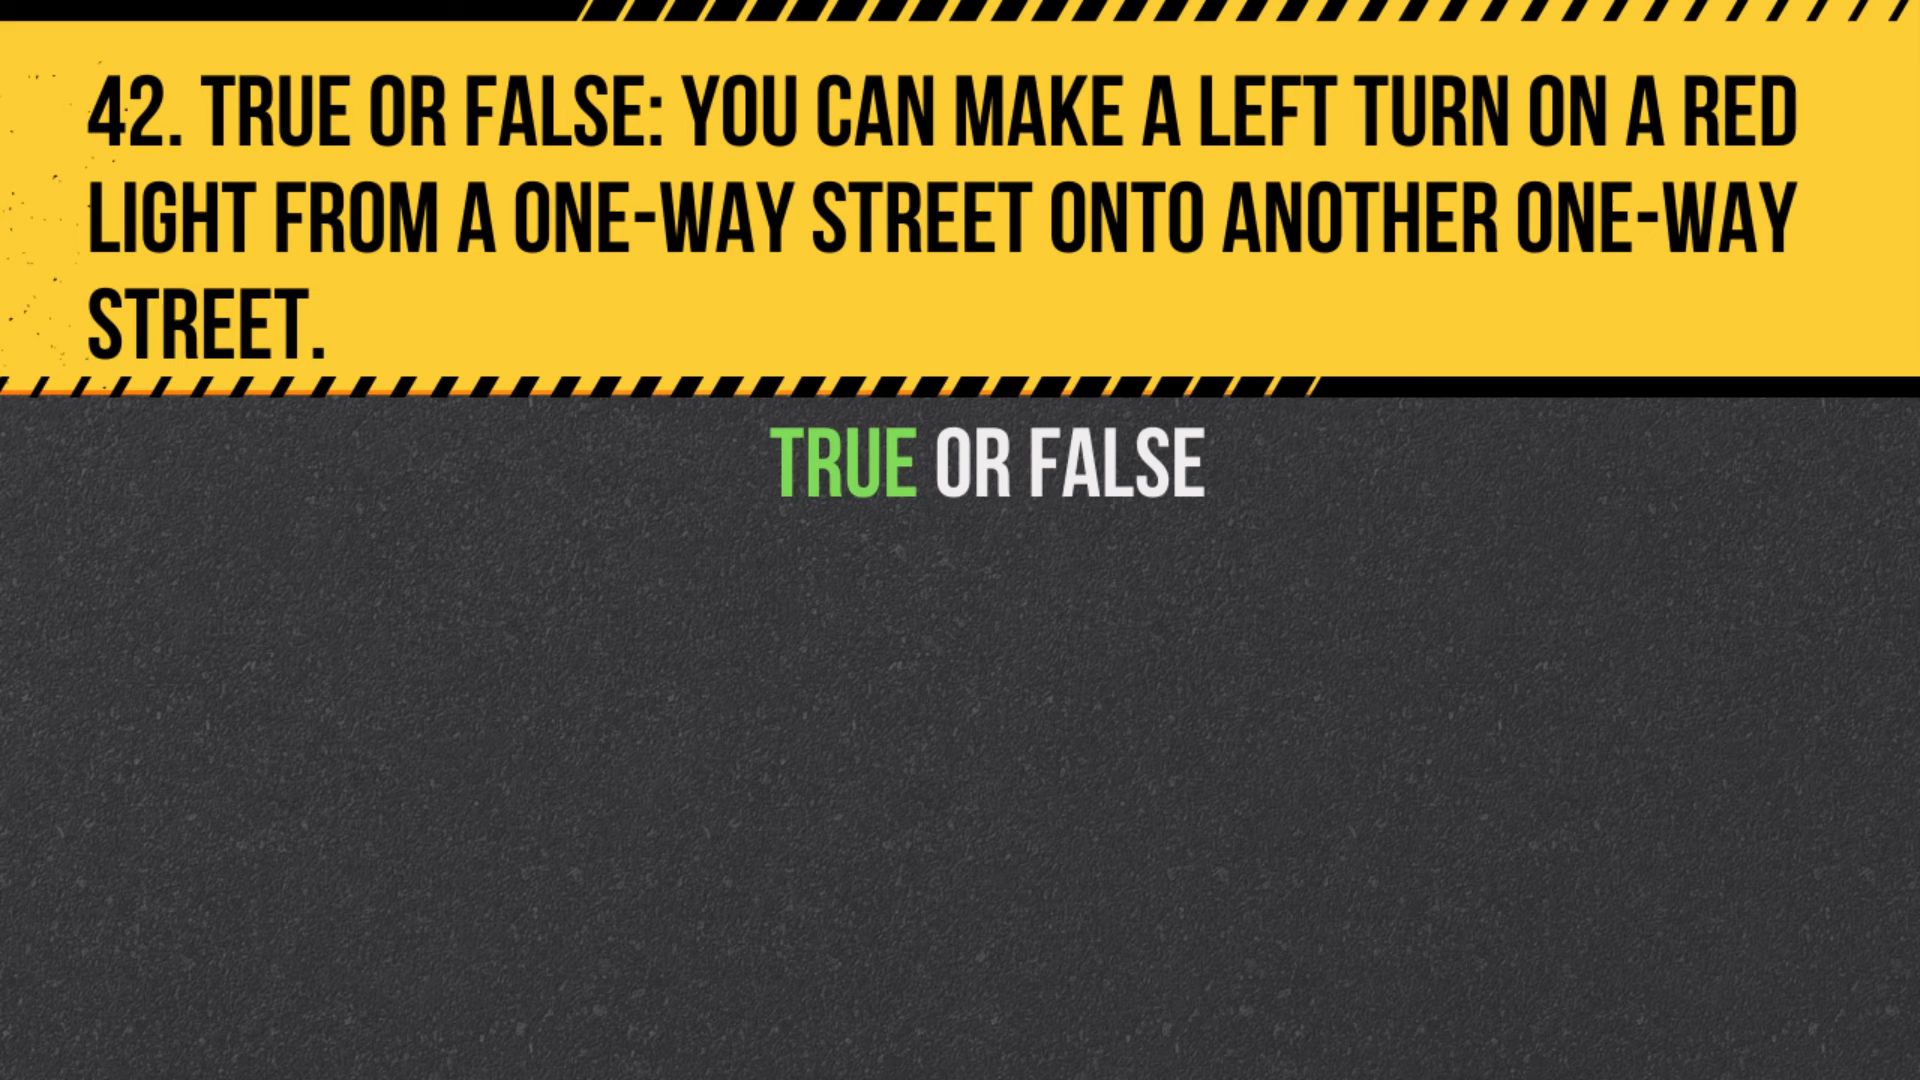 42. TRUE OR FALSE: YOU CAN MAKE A LEFT TURN ON A RED
LIGHT FROM A ONE-WAY STREET ONTO ANOTHER ONE-WAY
STREET.
TRUE OR FALSE